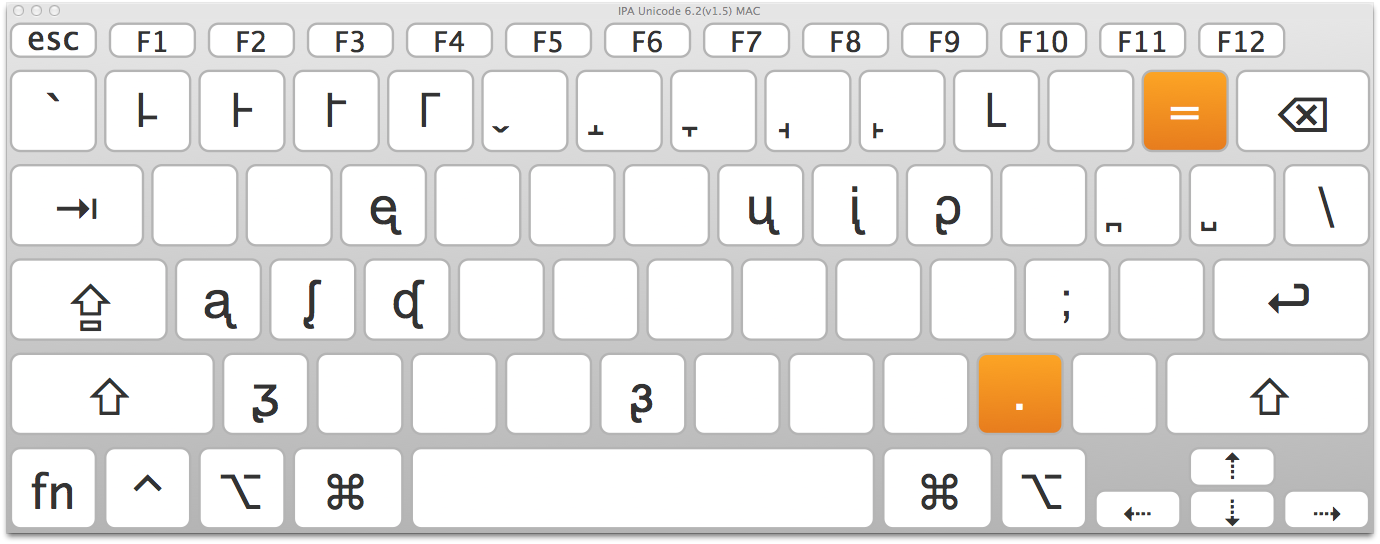 IPA Unicode 6.2(v1.5) MAC
esc F1 F2 F3 F4 F5 F6 F7 F8 F9 F10 F11 F12
` ꜊ ꜋ ꜍ ꜒ ˬ ˔ ˕ ˧ ꜔ ꜖ = ⌫
⇥ ę ų į ƍ ˽ \
ą ʆ ɖ ;
⇧ ʓ . ⇧
fn ^ ⌥ ⌘ ⌘ ⌥ ⇡
⇠ ⇣ ⇢